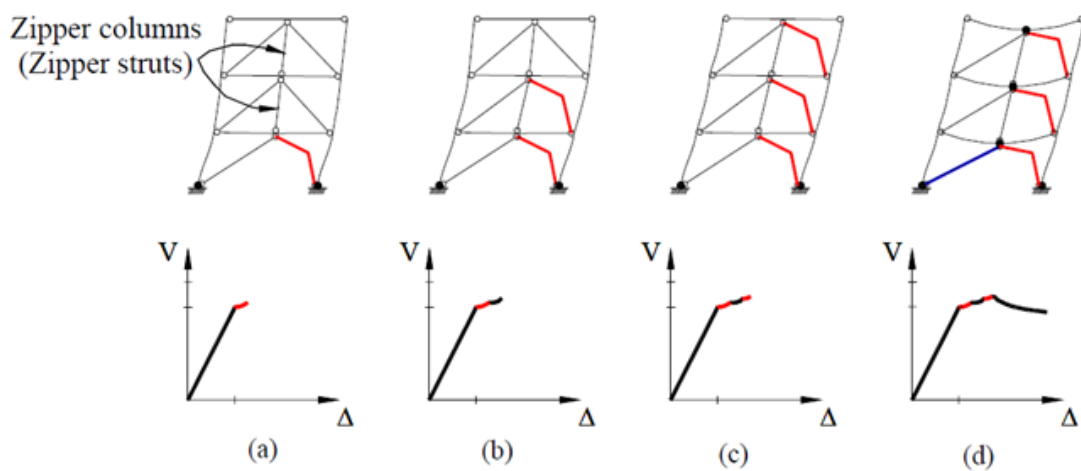 Zipper columns
(Zipper struts)
V
Δ
(a)
V
Δ
(b)
V
Δ
(c)
V
Δ
(d)